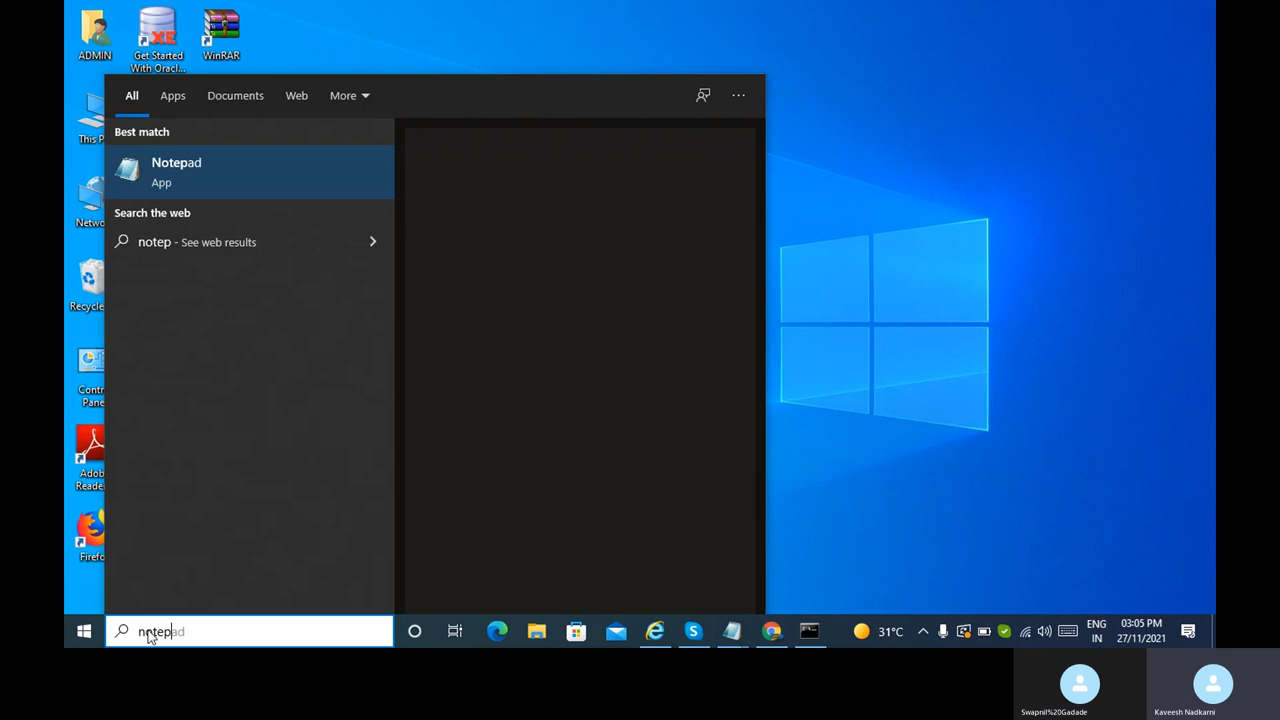 ADMIN
Get Started
With Oracl...
WinRAR
All
Apps
Documents
Web
More
Best match
Notepad
App
Search the web
notep - See web results
This P
Netwo
Recycle
Contr
Pane
Adob
Reade
Firefo
notepad
31°C
ENG
IN
03:05 PM
27/11/2021
Swapnil%20Gadade
Kaveesh Nadkarni